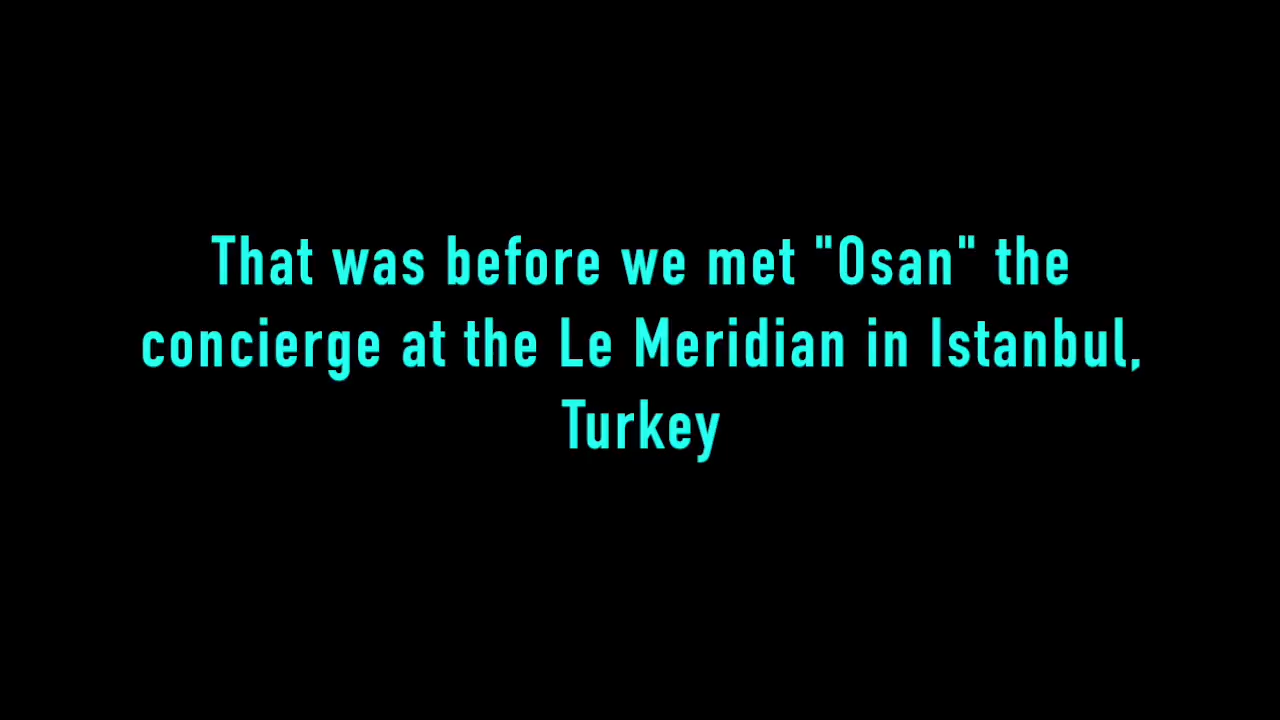 That was before we met "Osan" the
concierge at the Le Meridian in Istanbul,
Turkey